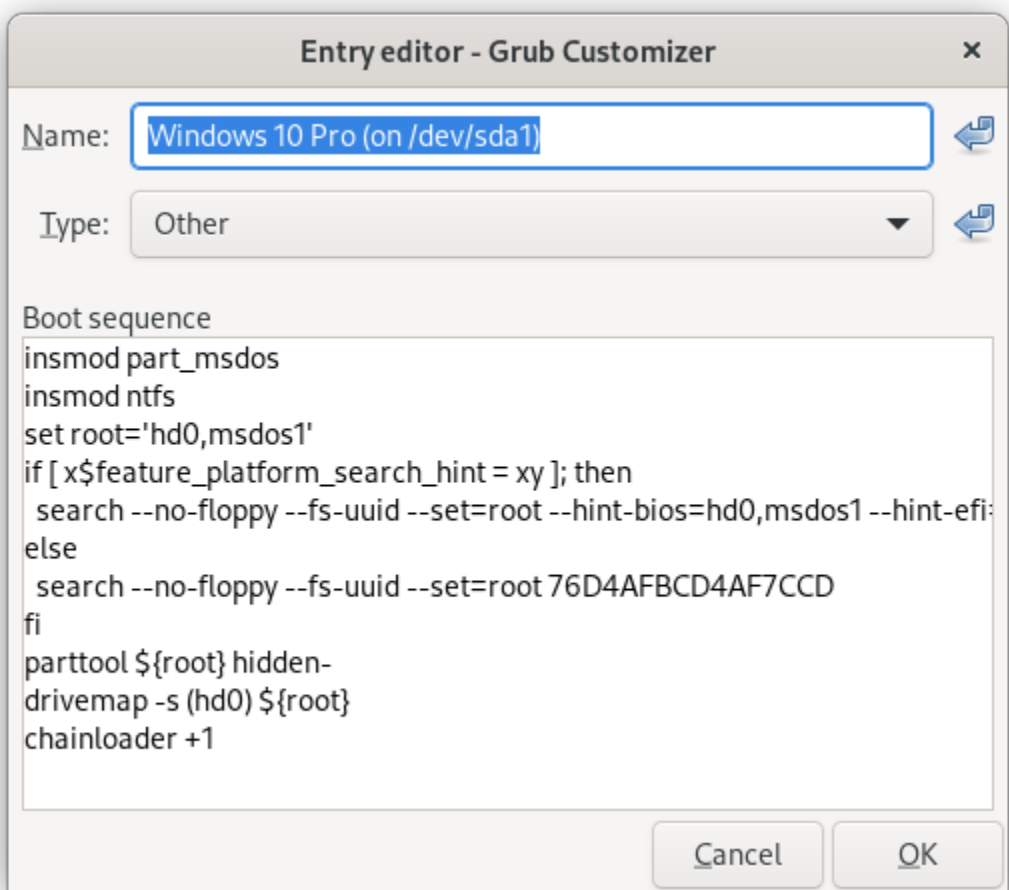 Entry editor - Grub Customizer ×
Name: Windows 10 Pro (on /dev/sda1)
Type: Other
Boot sequence
insmod part_msdos
insmod ntfs
set root='hd0,msdos1'
if [ x$feature_platform_search_hint = xy ]; then
  search --no-floppy --fs-uuid --set=root --hint-bios=hd0,msdos1 --hint-efi=
else
  search --no-floppy --fs-uuid --set=root 76D4AFBCD4AF7CCD
fi
parttool ${root} hidden-
drivemap -s (hd0) ${root}
chainloader +1
Cancel OK